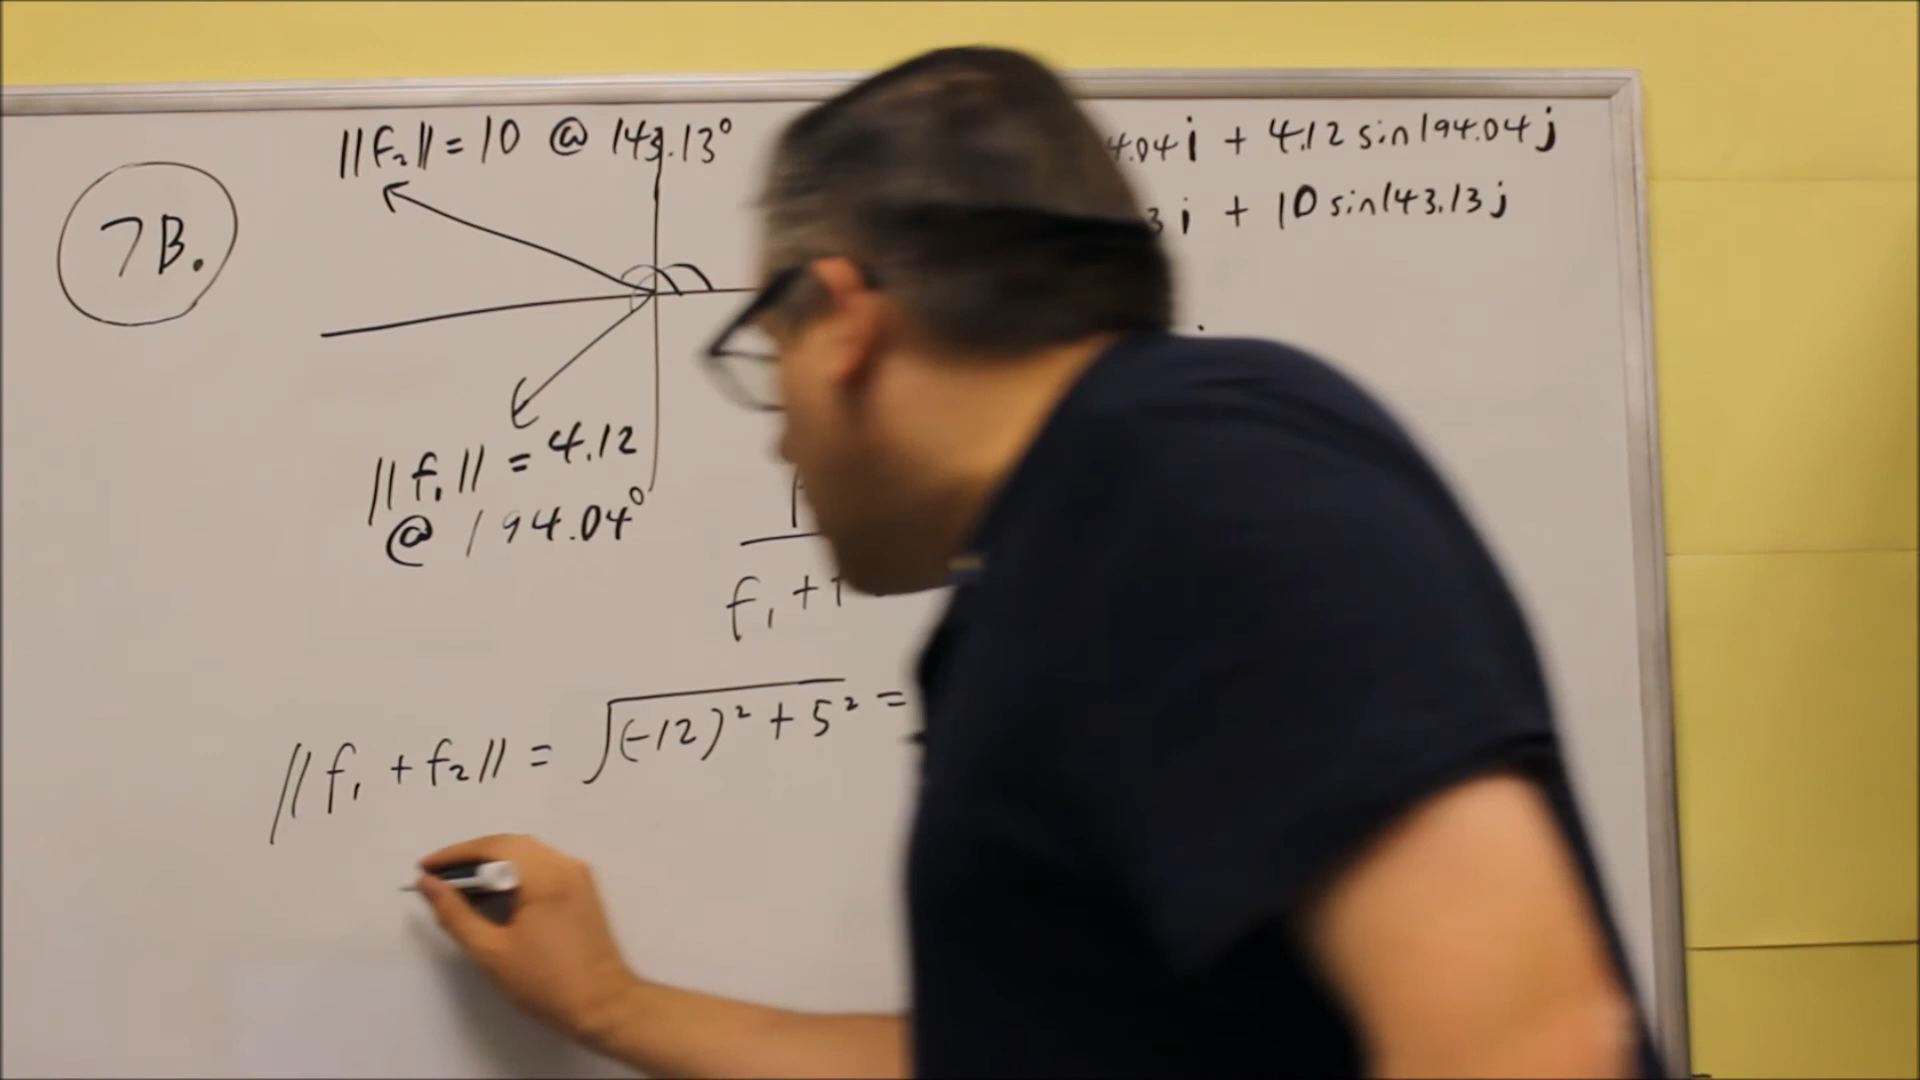 7B.
||f₂|| = 10 @ 143.13°
4.04 i + 4.12 sin 194.04 j
3 i + 10 sin 143.13 j
||f₁|| = 4.12
@ 194.04°
f₁ +
||f₁ + f₂|| = √(-12)² + 5² =